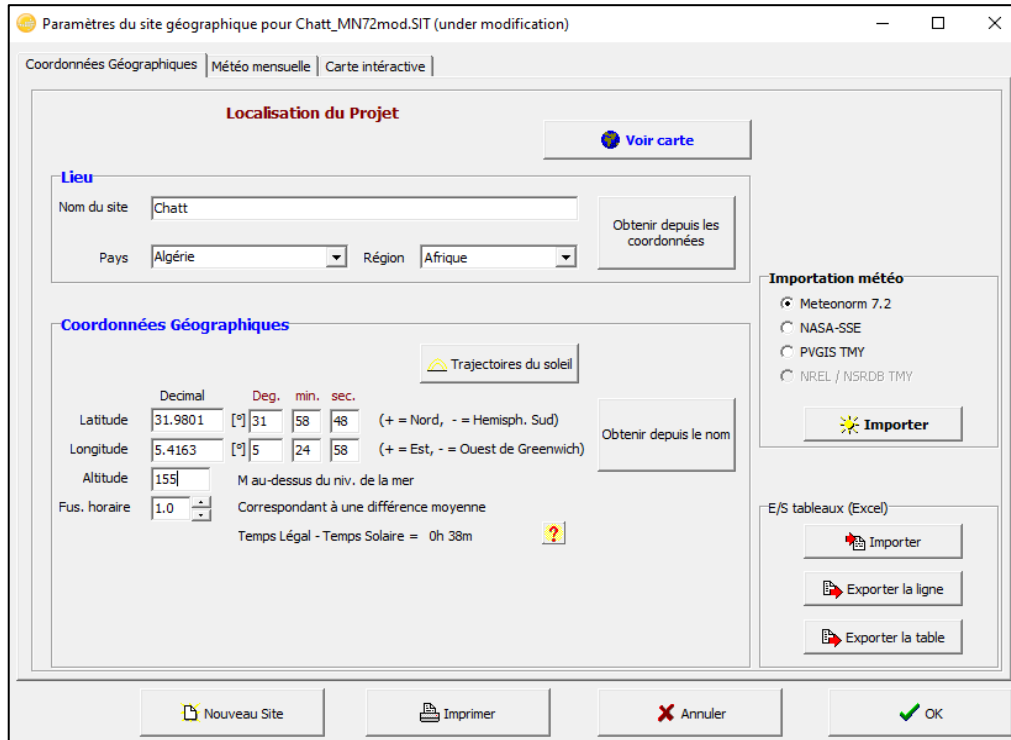 Paramètres du site géographique pour Chatt_MN72mod.SIT (under modification)
Coordonnées Géographiques Météo mensuelle Carte intéractive
Localisation du Projet
Voir carte
Lieu
Nom du site Chatt
Obtenir depuis les
coordonnées
Pays Algérie Région Afrique
Importation météo
Meteonorm 7.2
NASA-SSE
PVGIS TMY
NREL / NSRDB TMY
Importer
Coordonnées Géographiques
Trajectoires du soleil
Decimal Deg. min. sec.
Latitude 31.9801 [°] 31 58 48 (+ = Nord, - = Hemisph. Sud)
Longitude 5.4163 [°] 5 24 58 (+ = Est, - = Ouest de Greenwich)
Obtenir depuis le nom
Altitude 155 M au-dessus du niv. de la mer
Fus. horaire 1.0 Correspondant à une différence moyenne
Temps Légal - Temps Solaire = 0h 38m ?
E/S tableaux (Excel)
Importer
Exporter la ligne
Exporter la table
Nouveau Site Imprimer Annuler OK